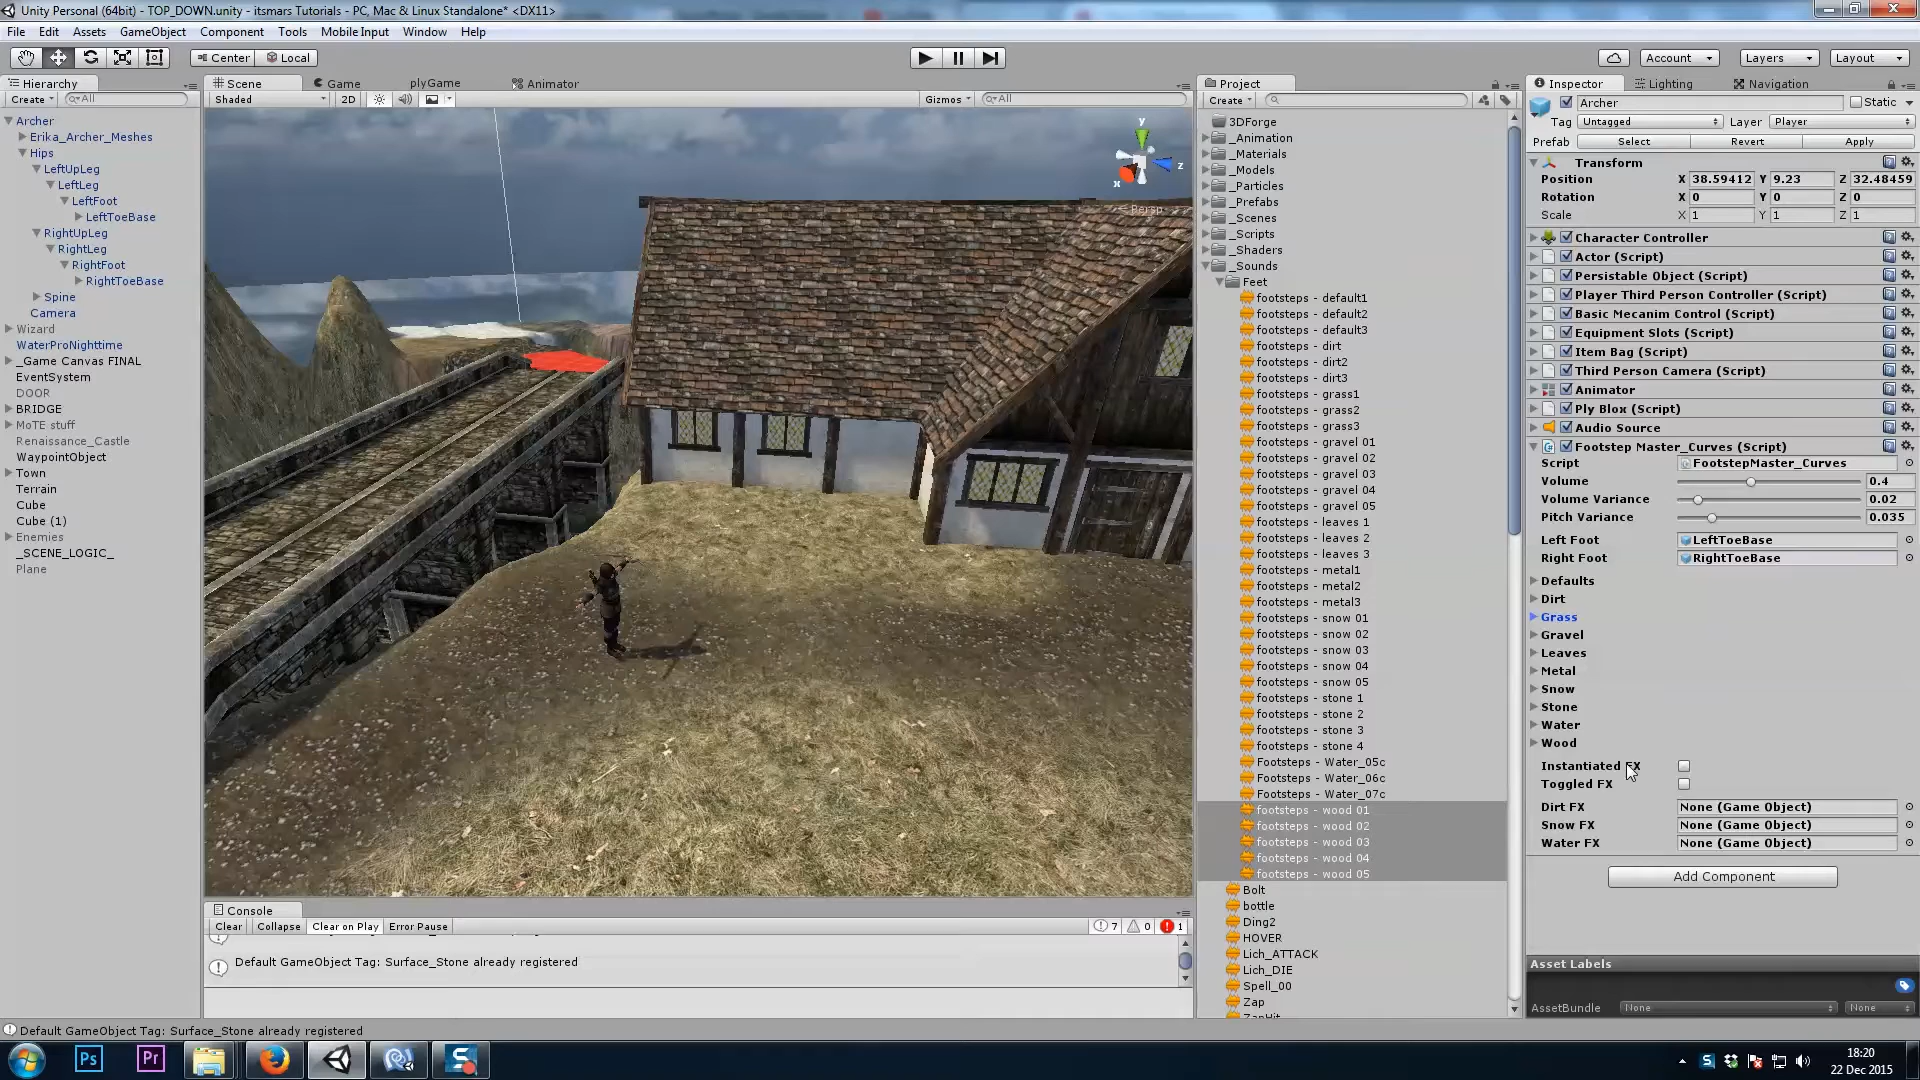 Unity Personal (64bit) - TOP_DOWN.unity - itsmars Tutorials - PC, Mac & Linux Standalone* <DX11>
File Edit Assets GameObject Component Tools Mobile Input Window Help
Center Local Account Layers Layout
Hierarchy
Create All
Archer
Erika_Archer_Meshes
Hips
LeftUpLeg
LeftLeg
LeftFoot
LeftToeBase
RightUpLeg
RightLeg
RightFoot
RightToeBase
Spine
Camera
Wizard
WaterProNighttime
_Game Canvas FINAL
EventSystem
DOOR
BRIDGE
MoTE stuff
Renaissance_Castle
WaypointObject
Town
Terrain
Cube
Cube (1)
Enemies
_SCENE_LOGIC_
Plane
Scene Game plyGame Animator
Shaded 2D Gizmos All
y
z
x
Persp
Console
Clear Collapse Clear on Play Error Pause 7 0 1
Default GameObject Tag: Surface_Stone already registered
Project
Create
3DForge
_Animation
_Materials
_Models
_Particles
_Prefabs
_Scenes
_Scripts
_Shaders
_Sounds
Feet
footsteps - default1
footsteps - default2
footsteps - default3
footsteps - dirt
footsteps - dirt2
footsteps - dirt3
footsteps - grass1
footsteps - grass2
footsteps - grass3
footsteps - gravel 01
footsteps - gravel 02
footsteps - gravel 03
footsteps - gravel 04
footsteps - gravel 05
footsteps - leaves 1
footsteps - leaves 2
footsteps - leaves 3
footsteps - metal1
footsteps - metal2
footsteps - metal3
footsteps - snow 01
footsteps - snow 02
footsteps - snow 03
footsteps - snow 04
footsteps - snow 05
footsteps - stone 1
footsteps - stone 2
footsteps - stone 3
footsteps - stone 4
Footsteps - Water_05c
Footsteps - Water_06c
Footsteps - Water_07c
footsteps - wood 01
footsteps - wood 02
footsteps - wood 03
footsteps - wood 04
footsteps - wood 05
Bolt
bottle
Ding2
HOVER
Lich_ATTACK
Lich_DIE
Spell_00
Zap
ZapHit
Inspector Lighting Navigation
Archer Static
Tag Untagged Layer Player
Prefab Select Revert Apply
Transform
Position X 38.59412 Y 9.23 Z 32.48459
Rotation X 0 Y 0 Z 0
Scale X 1 Y 1 Z 1
Character Controller
Actor (Script)
Persistable Object (Script)
Player Third Person Controller (Script)
Basic Mecanim Control (Script)
Equipment Slots (Script)
Item Bag (Script)
Third Person Camera (Script)
Animator
Ply Blox (Script)
Audio Source
Footstep Master_Curves (Script)
Script FootstepMaster_Curves
Volume 0.4
Volume Variance 0.02
Pitch Variance 0.035
Left Foot LeftToeBase
Right Foot RightToeBase
Defaults
Dirt
Grass
Gravel
Leaves
Metal
Snow
Stone
Water
Wood
Instantiated FX
Toggled FX
Dirt FX None (Game Object)
Snow FX None (Game Object)
Water FX None (Game Object)
Add Component
Asset Labels
AssetBundle None None
Default GameObject Tag: Surface_Stone already registered
Ps Pr S
S 18:20
22 Dec 2015